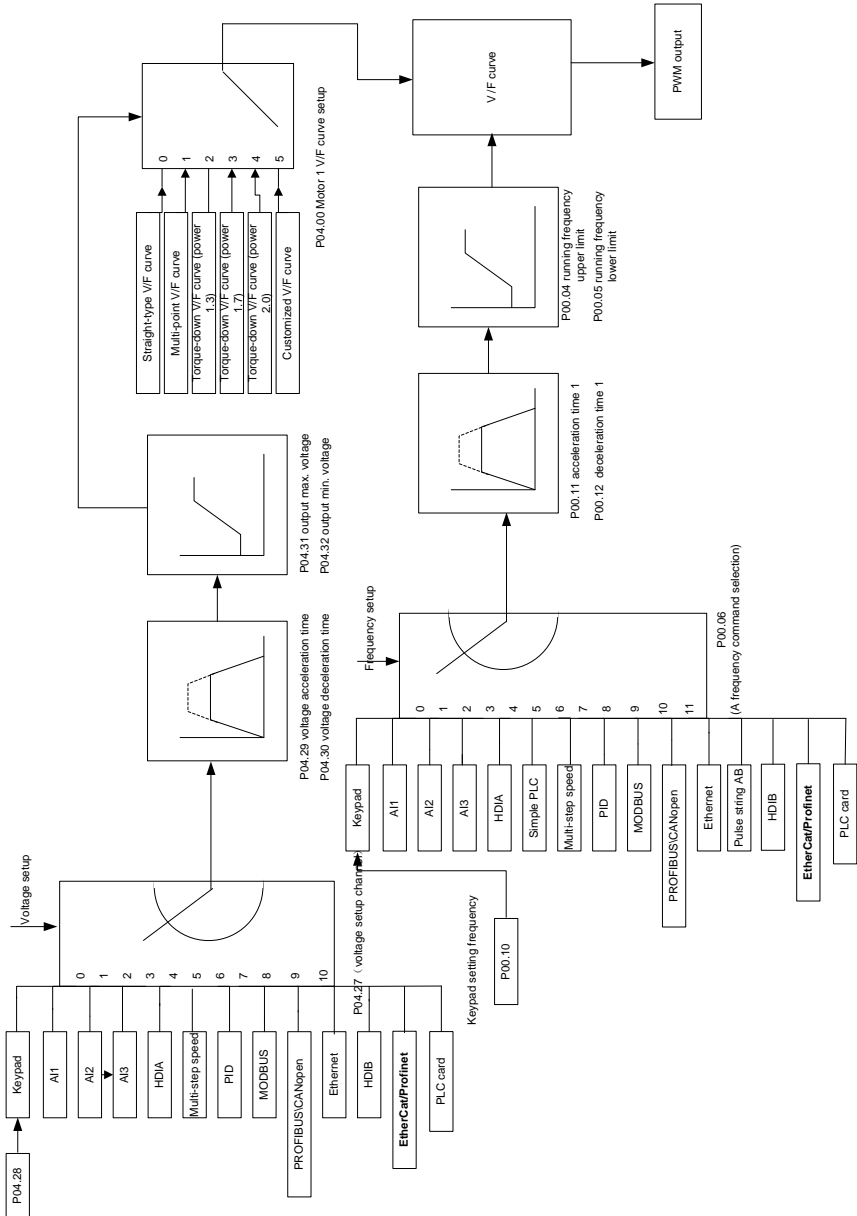 P04.28
Keypad
AI1
AI2
AI3
HDIA
Multi-step speed
PID
MODBUS
PROFIBUS\CANopen
Ethernet
HDIB
EtherCat/Profinet
PLC card
Voltage setup
0
1
2
3
4
5
6
7
8
9
10
P04.27（voltage setup channel）
P04.29 voltage acceleration time
P04.30 voltage deceleration time
P04.31 output max. voltage
P04.32 output min. voltage
Straight-type V/F curve
Multi-point V/F curve
Torque-down V/F curve (power
1.3)
Torque-down V/F curve (power
1.7)
Torque-down V/F curve (power
2.0)
Customized V/F curve
0
1
2
3
4
5
P04.00 Motor 1 V/F curve setup
Keypad setting frequency
P00.10
Keypad
AI1
AI2
AI3
HDIA
Simple PLC
Multi-step speed
PID
MODBUS
PROFIBUS\CANopen
Ethernet
Pulse string AB
HDIB
EtherCat/Profinet
PLC card
Frequency setup
0
1
2
3
4
5
6
7
8
9
10
11
P00.06
(A frequency command selection)
P00.11 acceleration time 1
P00.12 deceleration time 1
P00.04 running frequency
upper limit
P00.05 running frequency
lower limit
V/F curve
PWM output